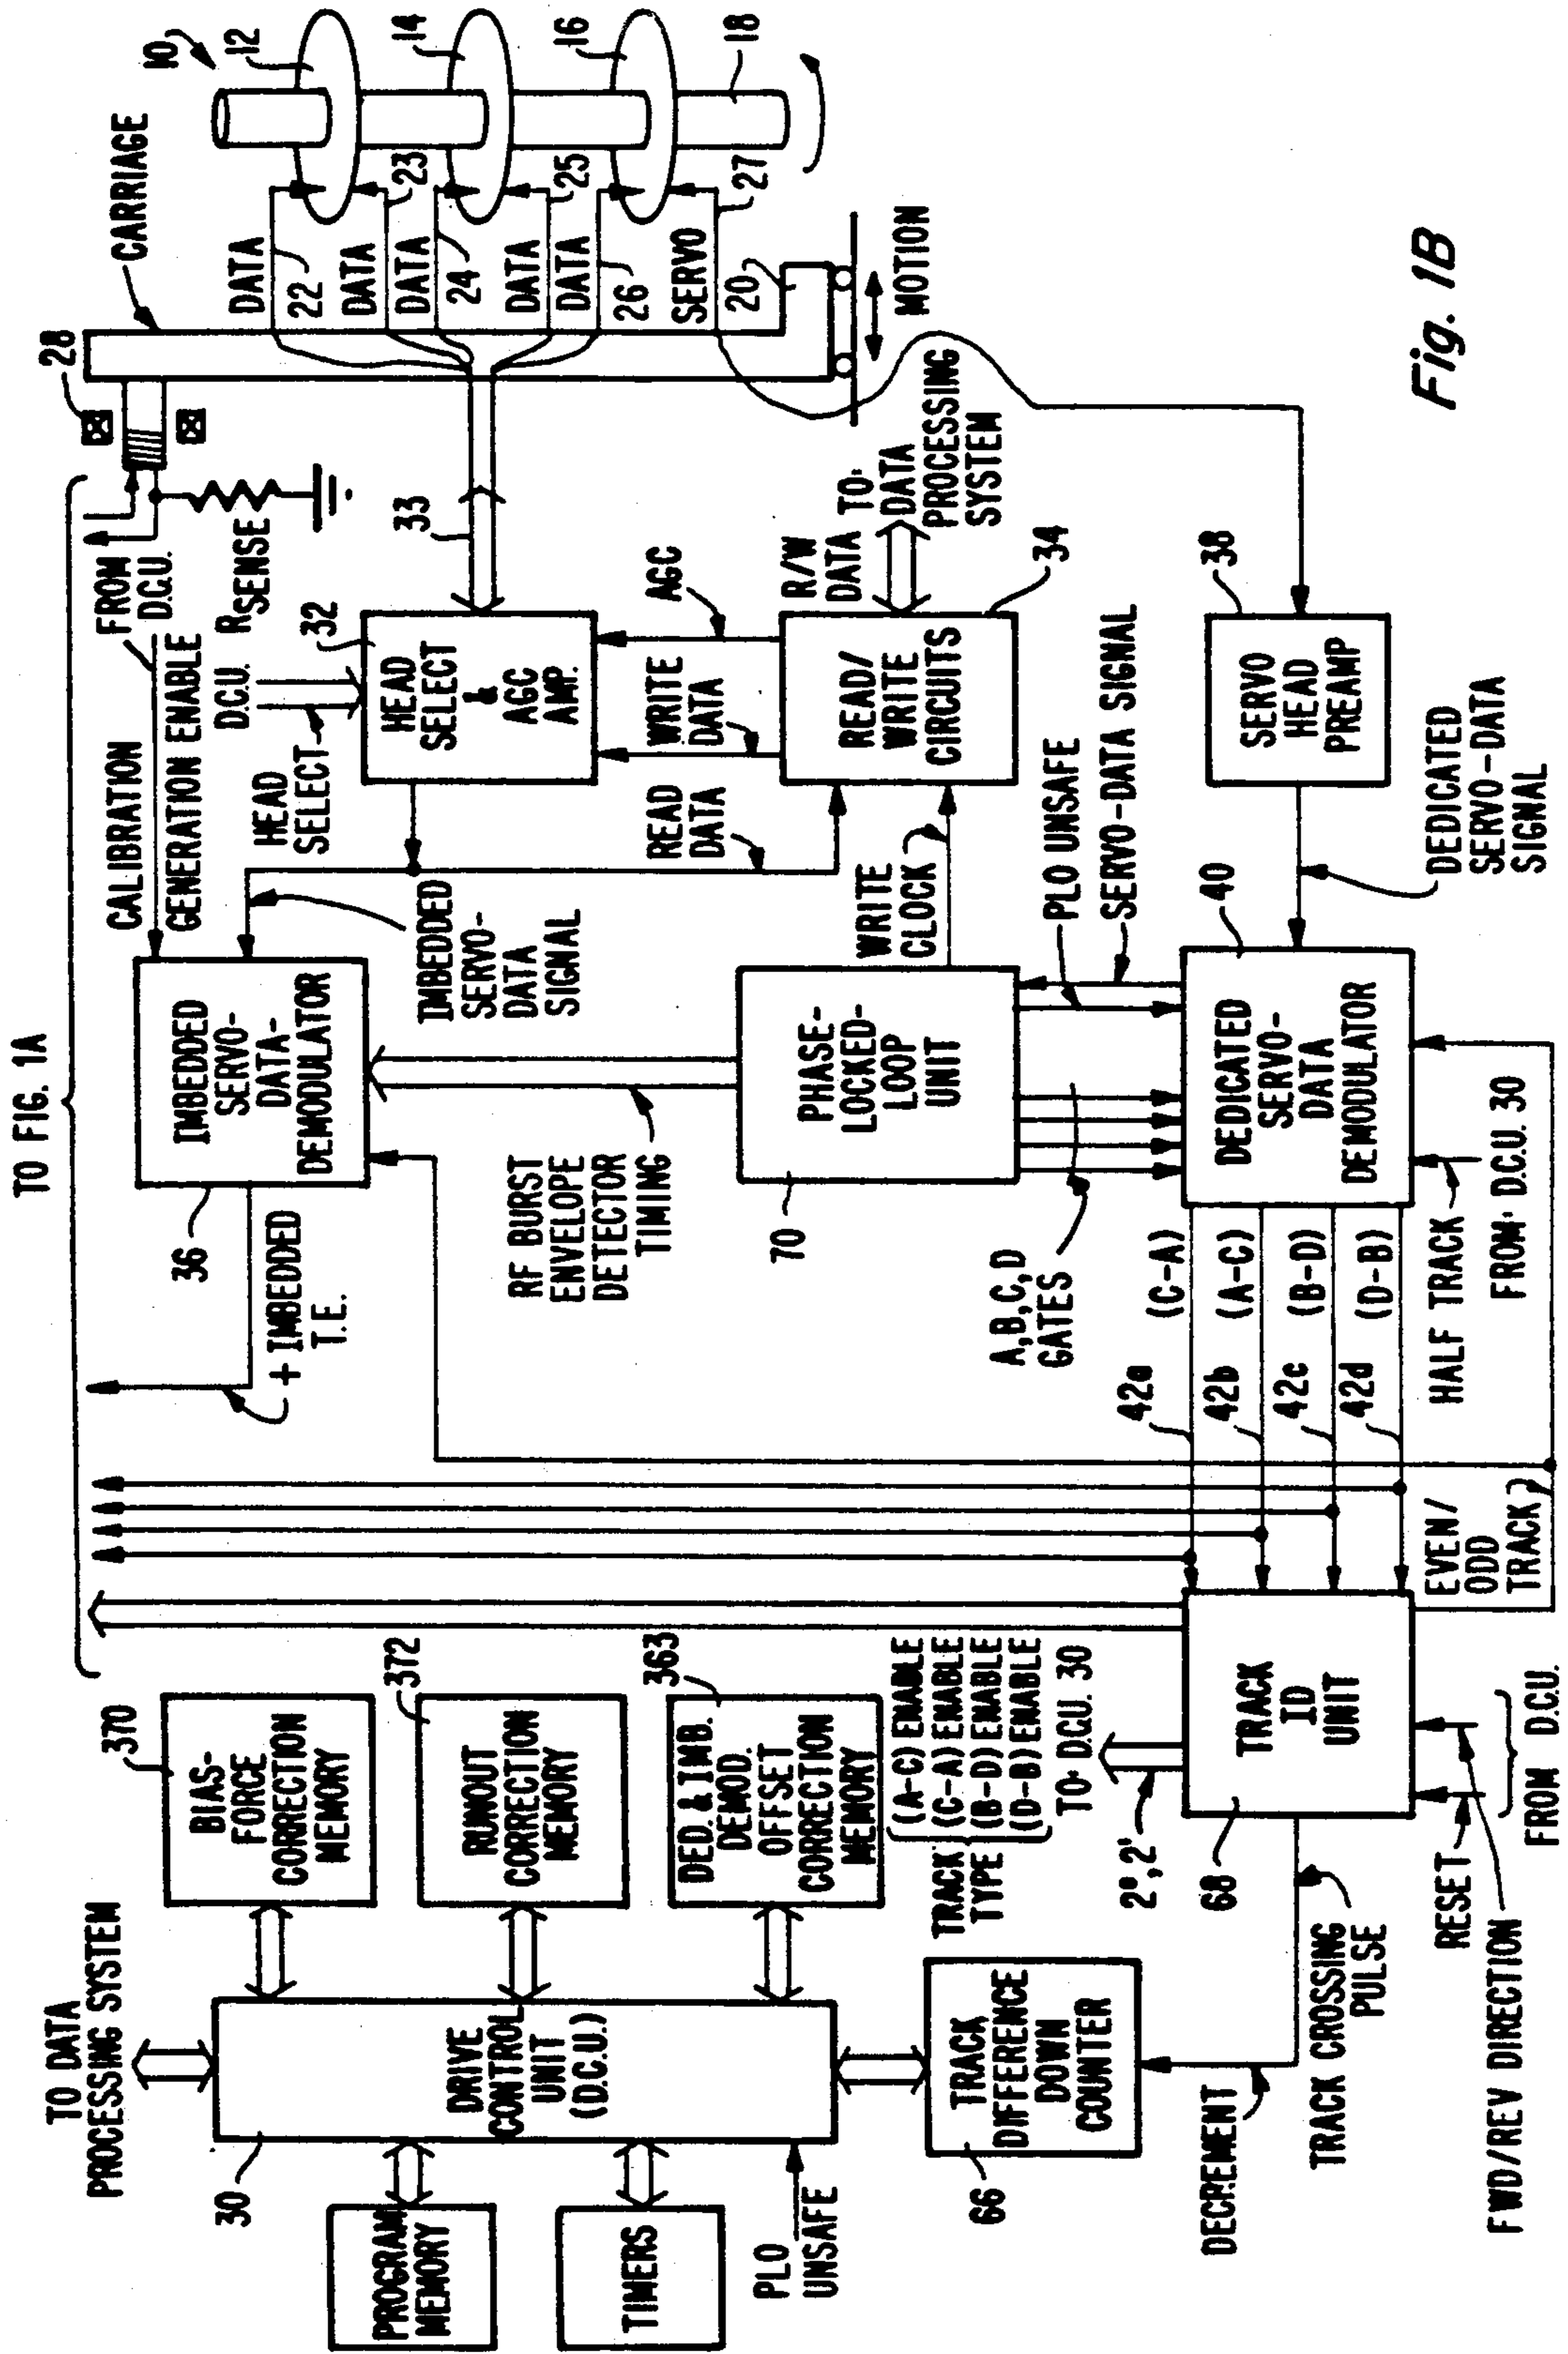 TO FIG. 1A
TO DATA
PROCESSING SYSTEM
30
DRIVE
CONTROL
UNIT
(D.C.U.)
PROGRAM
MEMORY
TIMERS
PLO
UNSAFE
370
BIAS-
FORCE
CORRECTION
MEMORY
372
RUNOUT
CORRECTION
MEMORY
363
DED. & IMB.
DEMOD.
OFFSET
CORRECTION
MEMORY
TRACK
TYPE
(A-C) ENABLE
(C-A) ENABLE
(B-D) ENABLE
(D-B) ENABLE
TO D.C.U. 30
2⁰, 2¹
66
TRACK
DIFFERENCE
DOWN
COUNTER
DECREMENT
TRACK CROSSING
PULSE
68
TRACK
ID
UNIT
RESET
FWD/REV DIRECTION
FROM D.C.U.
EVEN/
ODD
TRACK
+ IMBEDDED
T.E.
36
IMBEDDED
SERVO-
DATA-
DEMODULATOR
CALIBRATION
GENERATION ENABLE
FROM
D.C.U.
IMBEDDED
SERVO-
DATA
SIGNAL
RF BURST
ENVELOPE
DETECTOR
TIMING
70
PHASE-
LOCKED-
LOOP
UNIT
A,B,C,D
GATES
42a
(C-A)
42b
(A-C)
42c
(B-D)
42d
(D-B)
HALF TRACK
FROM D.C.U. 30
40
DEDICATED
SERVO-
DATA
DEMODULATOR
PLO UNSAFE
SERVO-DATA SIGNAL
WRITE
CLOCK
READ
DATA
WRITE
DATA
AGC
HEAD
SELECT
D.C.U.
32
HEAD
SELECT
&
AGC
AMP.
33
READ/
WRITE
CIRCUITS
34
R/W
DATA
TO
DATA
PROCESSING
SYSTEM
38
SERVO
HEAD
PREAMP
DEDICATED
SERVO-DATA
SIGNAL
RSENSE
28
CARRIAGE
DATA
22
DATA
23
DATA
24
DATA
25
DATA
26
SERVO
27
20
MOTION
10
12
14
16
18
Fig. 1B